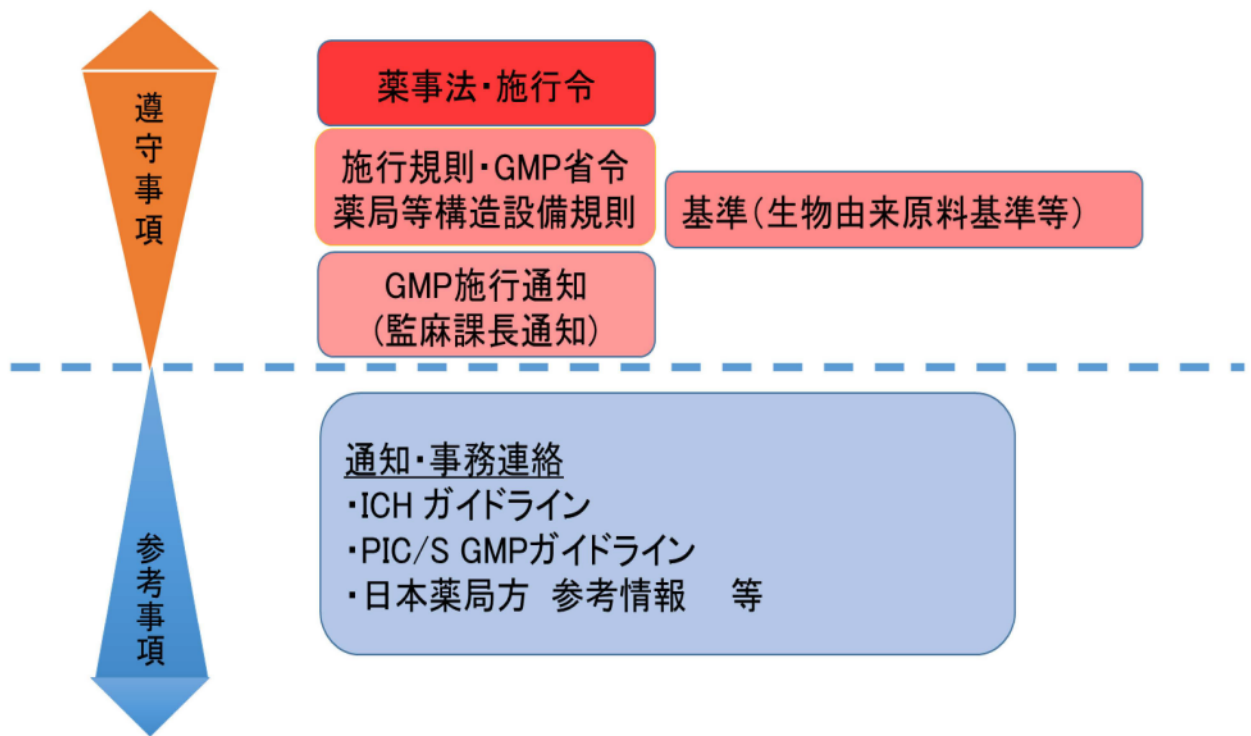 遵守事項
薬事法・施行令
施行規則・GMP省令
薬局等構造設備規則
基準(生物由来原料基準等)
GMP施行通知
(監麻課長通知)
参考事項
通知・事務連絡
・ICH ガイドライン
・PIC/S GMPガイドライン
・日本薬局方 参考情報 等